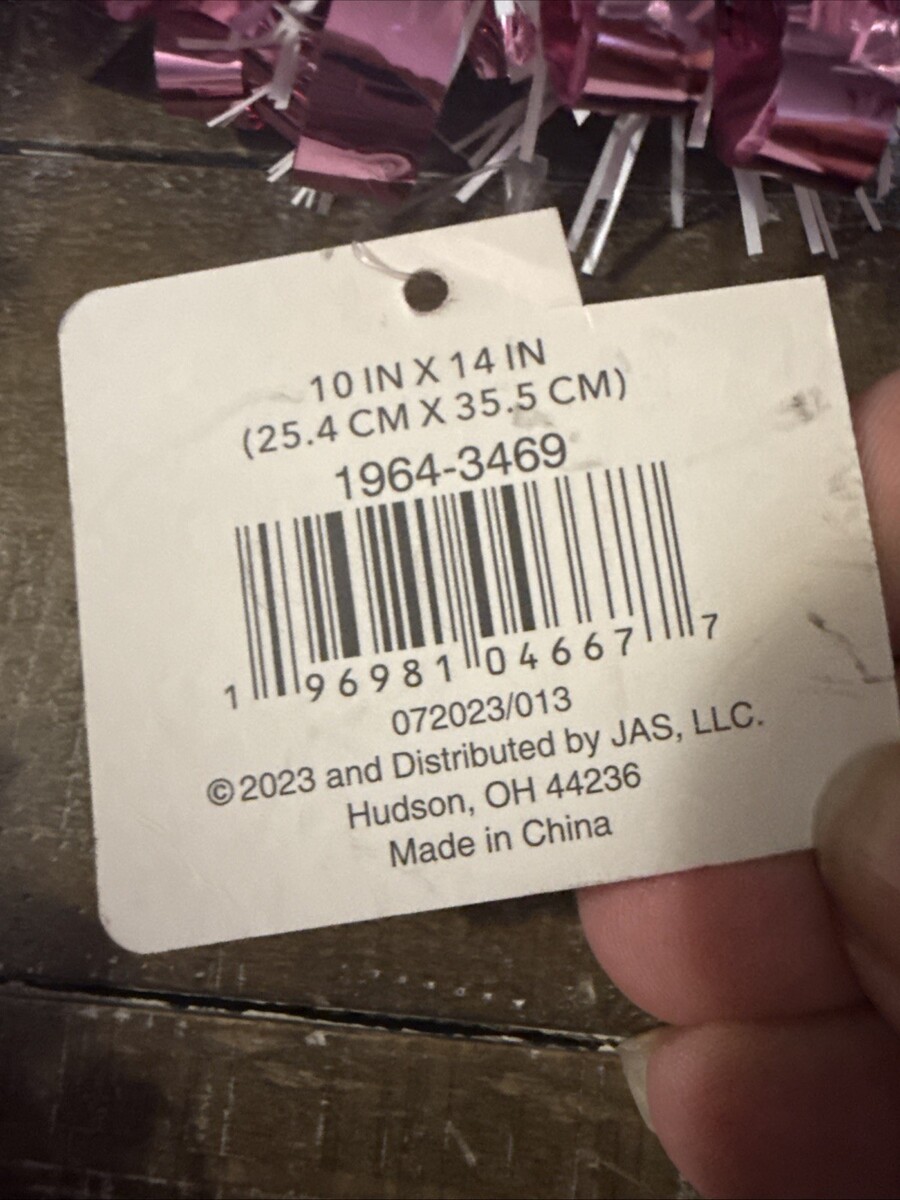 10 IN X 14 IN
(25.4 CM X 35.5 CM)
1964-3469
1 96981 04667 7
072023/013
©2023 and Distributed by JAS, LLC.
Hudson, OH 44236
Made in China